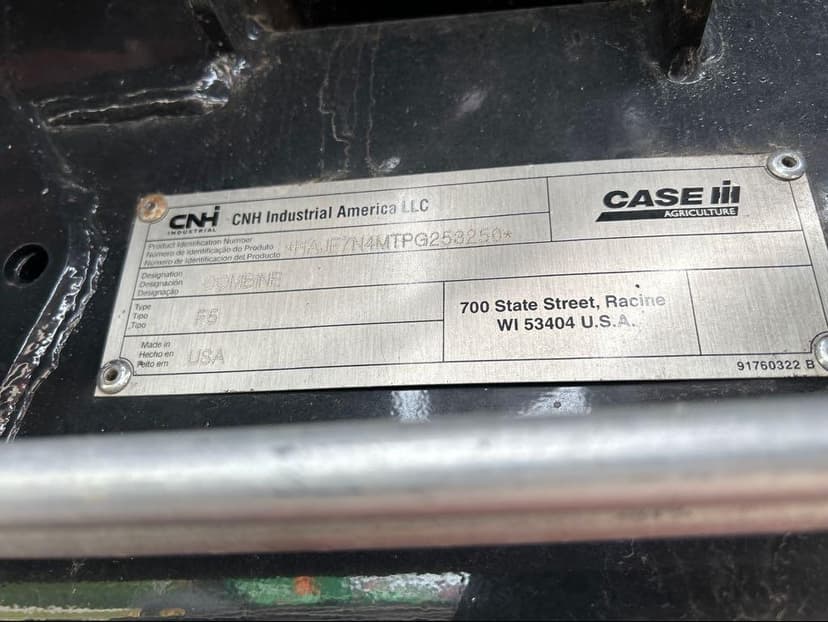 CNH INDUSTRIAL
CNH Industrial America LLC
CASE IH
AGRICULTURE
Product Identification Number
Número de Identificação do Produto
Número de Identificación del Producto
Designation
Designación
Designação
COMBINE
Type
Tipo
Tipo
Made in
Hecho en
Feito em
USA
700 State Street, Racine
WI 53404 U.S.A.
91760322 B